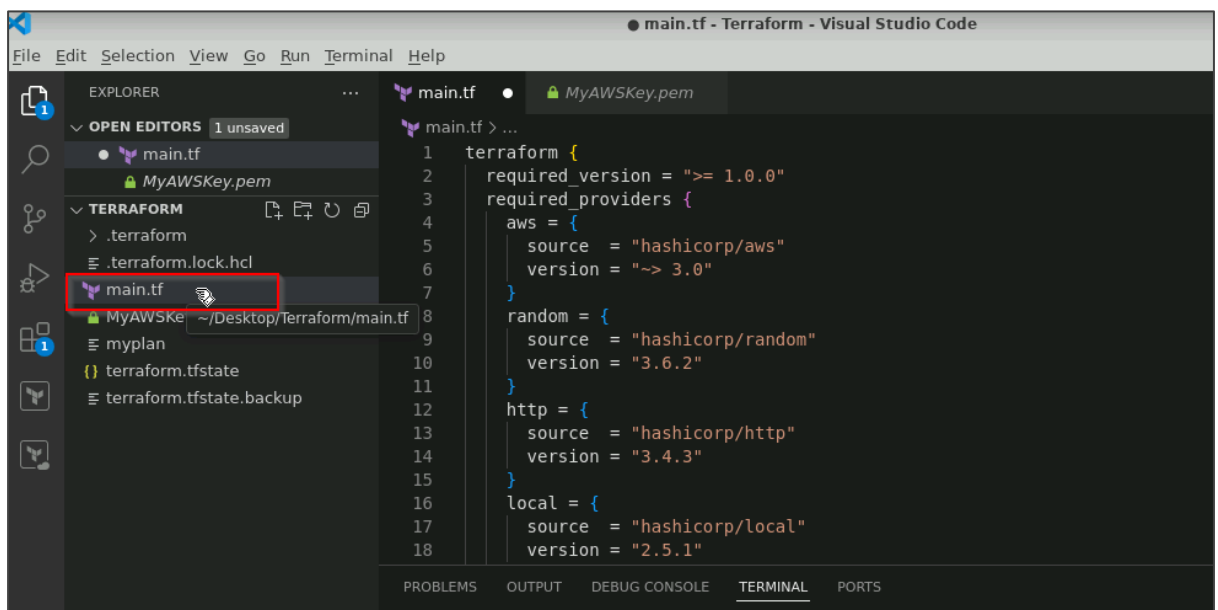 main.tf - Terraform - Visual Studio Code
File Edit Selection View Go Run Terminal Help
EXPLORER
OPEN EDITORS 1 unsaved
main.tf
MyAWSKey.pem
TERRAFORM
.terraform
.terraform.lock.hcl
main.tf
MyAWSKe
~/Desktop/Terraform/main.tf
myplan
{} terraform.tfstate
terraform.tfstate.backup
1
1
main.tf
MyAWSKey.pem
main.tf > ...
1 terraform {
2 required_version = ">= 1.0.0"
3 required_providers {
4 aws = {
5 source = "hashicorp/aws"
6 version = "~> 3.0"
7 }
8 random = {
9 source = "hashicorp/random"
10 version = "3.6.2"
11 }
12 http = {
13 source = "hashicorp/http"
14 version = "3.4.3"
15 }
16 local = {
17 source = "hashicorp/local"
18 version = "2.5.1"
PROBLEMS OUTPUT DEBUG CONSOLE TERMINAL PORTS